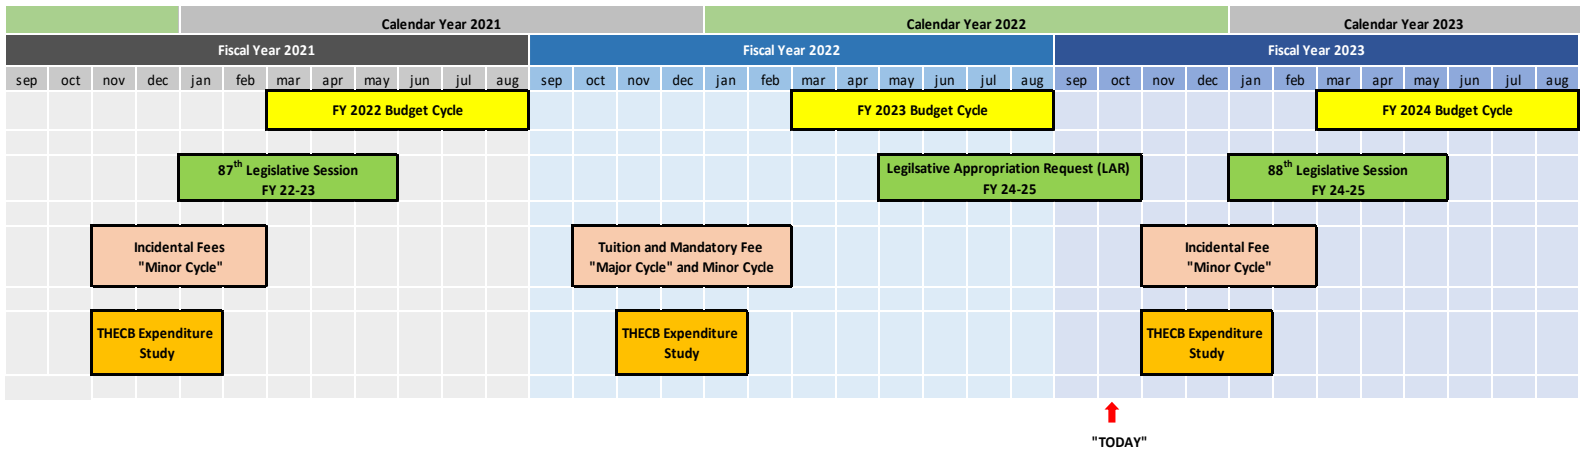 Calendar Year 2021 Calendar Year 2022 Calendar Year 2023
Fiscal Year 2021 Fiscal Year 2022 Fiscal Year 2023
sep oct nov dec jan feb mar apr may jun jul aug sep oct nov dec jan feb mar apr may jun jul aug sep oct nov dec jan feb mar apr may jun jul aug
FY 2022 Budget Cycle FY 2023 Budget Cycle FY 2024 Budget Cycle
87th Legislative Session
FY 22-23
Legilsative Appropriation Request (LAR)
FY 24-25
88th Legislative Session
FY 24-25
Incidental Fees
"Minor Cycle"
Tuition and Mandatory Fee
"Major Cycle" and Minor Cycle
Incidental Fee
"Minor Cycle"
THECB Expenditure
Study
THECB Expenditure
Study
THECB Expenditure
Study
"TODAY"